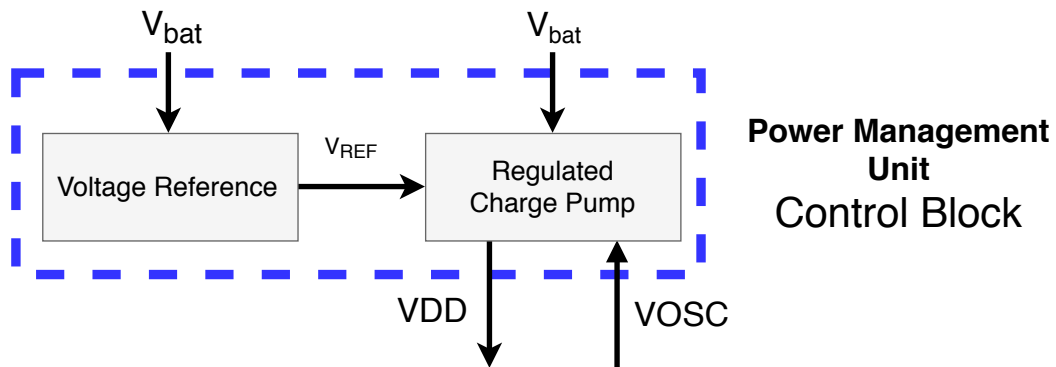 Vbat
Vbat
Voltage Reference
VREF
Regulated
Charge Pump
Power Management
Unit
Control Block
VDD
VOSC